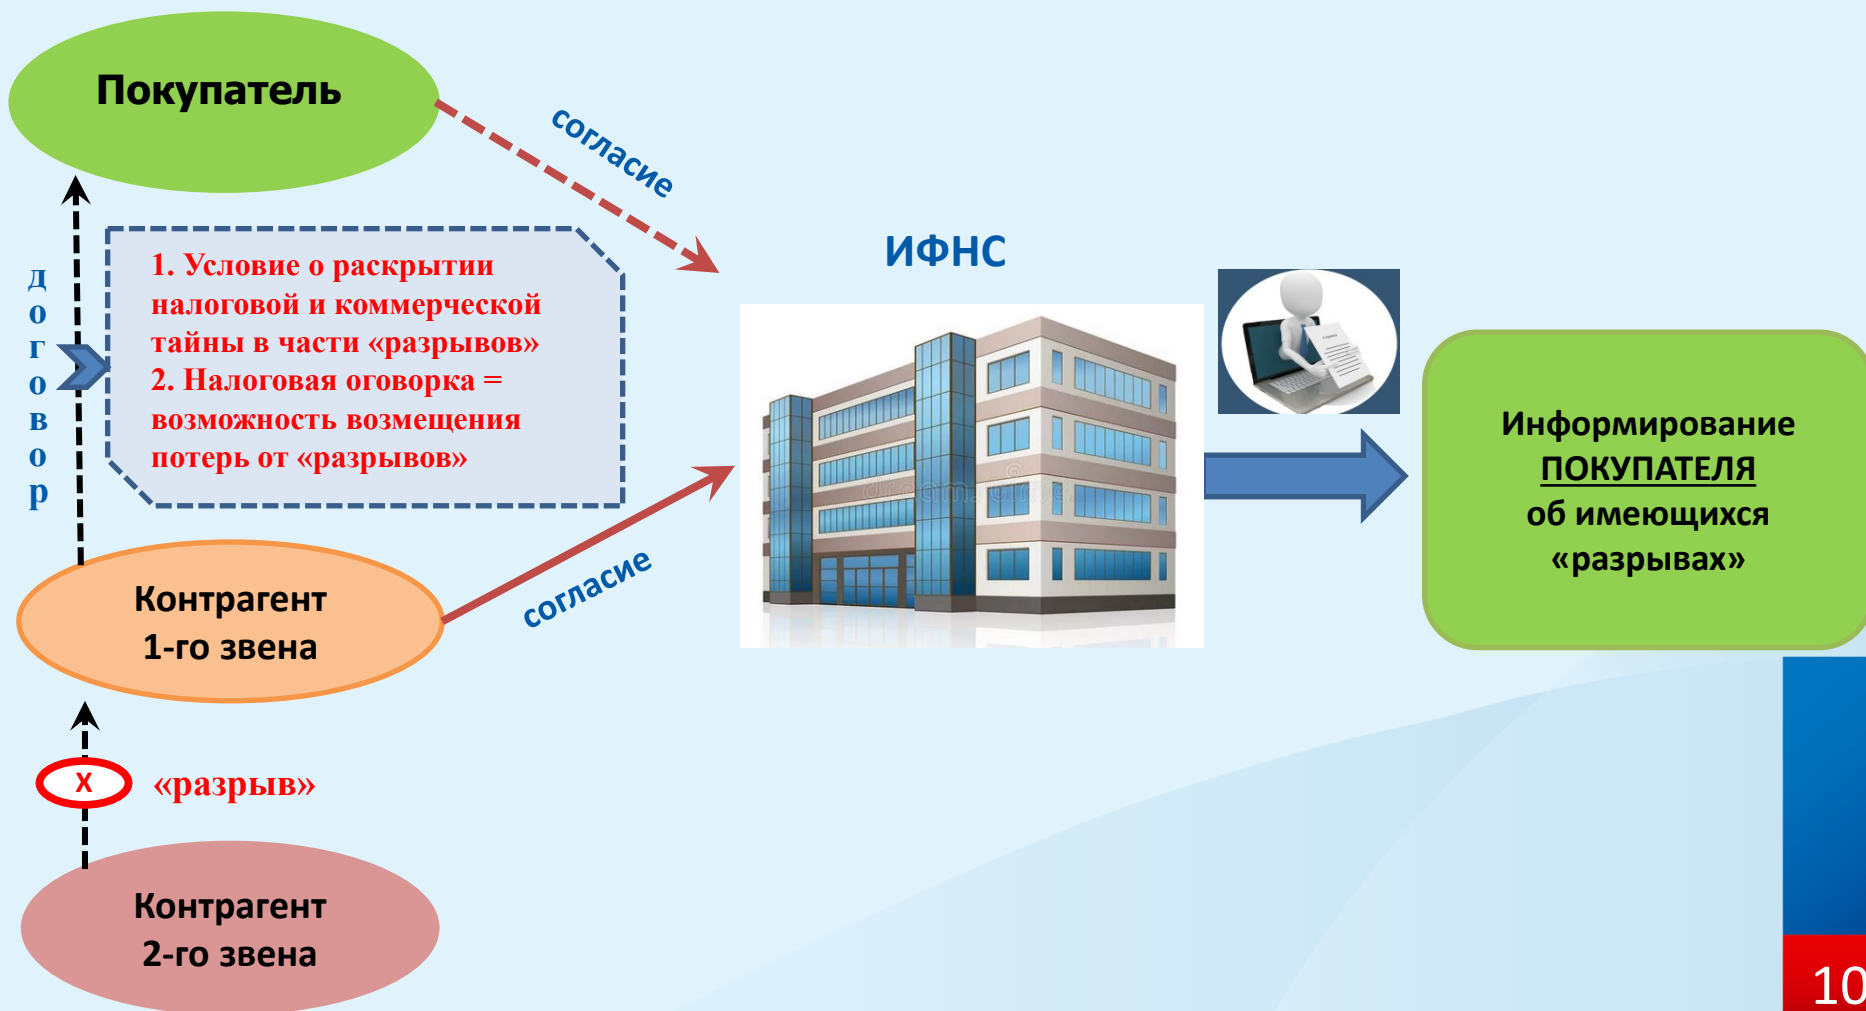 Покупатель
согласие
ИФНС
договор
1. Условие о раскрытии
налоговой и коммерческой
тайны в части «разрывов»
2. Налоговая оговорка =
возможность возмещения
потерь от «разрывов»
Информирование
ПОКУПАТЕЛЯ
об имеющихся
«разрывах»
согласие
Контрагент
1-го звена
X
«разрыв»
Контрагент
2-го звена
10